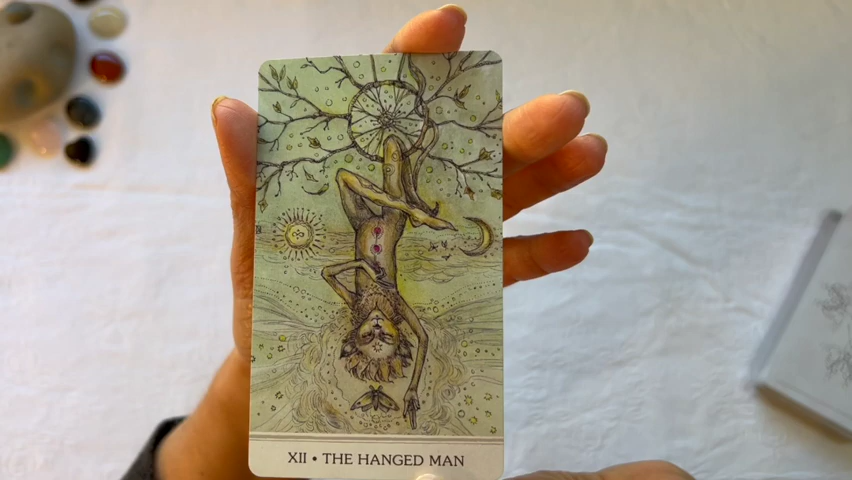 XII • THE HANGED MAN